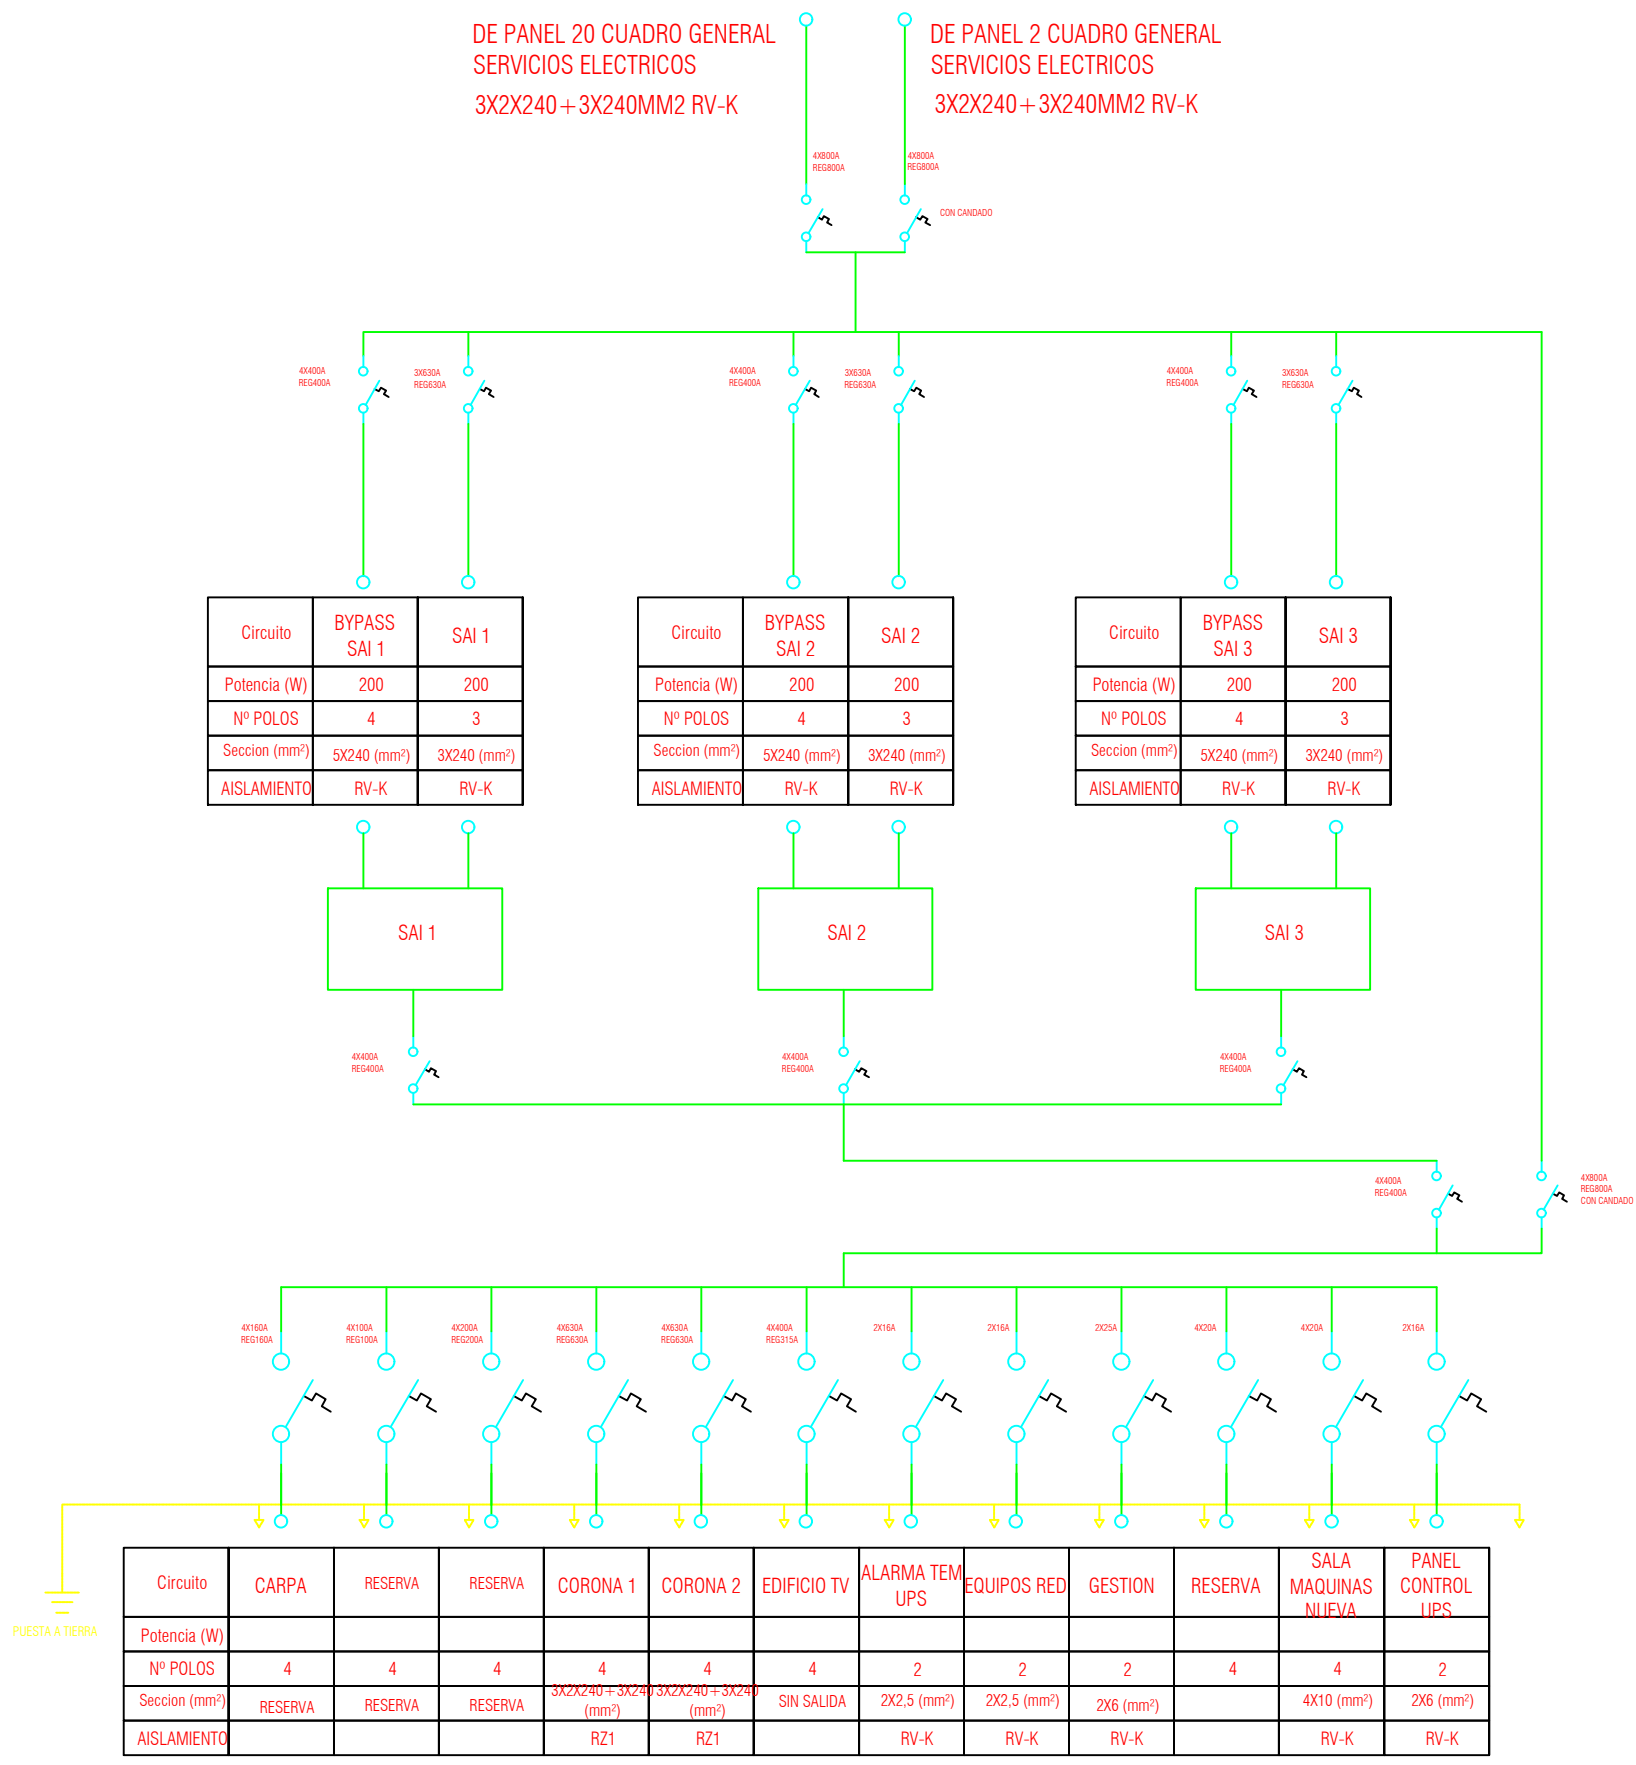 DE PANEL 20 CUADRO GENERAL
SERVICIOS ELECTRICOS
3X2X240+3X240MM2 RV-K
DE PANEL 2 CUADRO GENERAL
SERVICIOS ELECTRICOS
3X2X240+3X240MM2 RV-K
4X800A
REG800A
4X800A
REG800A
CON CANDADO
4X400A
REG400A
3X630A
REG630A
4X400A
REG400A
3X630A
REG630A
4X400A
REG400A
3X630A
REG630A
Circuito
BYPASS
SAI 1
SAI 1
Potencia (W) 200 200
Nº POLOS 4 3
Seccion (mm²) 5X240 (mm²) 3X240 (mm²)
AISLAMIENTO RV-K RV-K
Circuito
BYPASS
SAI 2
SAI 2
Potencia (W) 200 200
Nº POLOS 4 3
Seccion (mm²) 5X240 (mm²) 3X240 (mm²)
AISLAMIENTO RV-K RV-K
Circuito
BYPASS
SAI 3
SAI 3
Potencia (W) 200 200
Nº POLOS 4 3
Seccion (mm²) 5X240 (mm²) 3X240 (mm²)
AISLAMIENTO RV-K RV-K
SAI 1
SAI 2
SAI 3
4X400A
REG400A
4X400A
REG400A
4X400A
REG400A
4X400A
REG400A
4X800A
REG800A
CON CANDADO
4X160A
REG160A
4X100A
REG100A
4X200A
REG200A
4X630A
REG630A
4X630A
REG630A
4X400A
REG315A
2X16A
2X16A
2X25A
4X20A
4X20A
2X16A
PUESTA A TIERRA
Circuito
CARPA
RESERVA
RESERVA
CORONA 1
CORONA 2
EDIFICIO TV
ALARMA TEM
UPS
EQUIPOS RED
GESTION
RESERVA
SALA
MAQUINAS
NUEVA
PANEL
CONTROL
UPS
Potencia (W)
Nº POLOS 4 4 4 4 4 4 2 2 2 4 4 2
Seccion (mm²)
RESERVA
RESERVA
RESERVA
3X2X240+3X240
(mm²)
3X2X240+3X240
(mm²)
SIN SALIDA
2X2,5 (mm²)
2X2,5 (mm²)
2X6 (mm²)
4X10 (mm²)
2X6 (mm²)
AISLAMIENTO RZ1 RZ1 RV-K RV-K RV-K RV-K RV-K